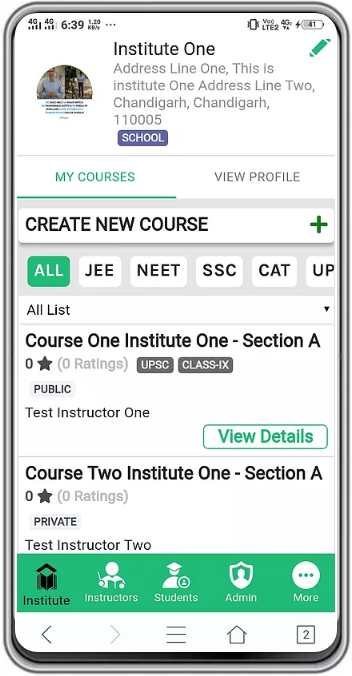 4G 4G 6:39 1.20 KB/S ...
Vo) LTE2 4G 41
Institute One
Address Line One, This is
institute One Address Line Two,
Chandigarh, Chandigarh,
110005
SCHOOL
MY COURSES VIEW PROFILE
CREATE NEW COURSE +
ALL JEE NEET SSC CAT UP
All List
Course One Institute One - Section A
0 ★ (0 Ratings) UPSC CLASS-IX
PUBLIC
Test Instructor One
View Details
Course Two Institute One - Section A
0 ★ (0 Ratings)
PRIVATE
Test Instructor Two
Institute Instructors Students Admin More
2